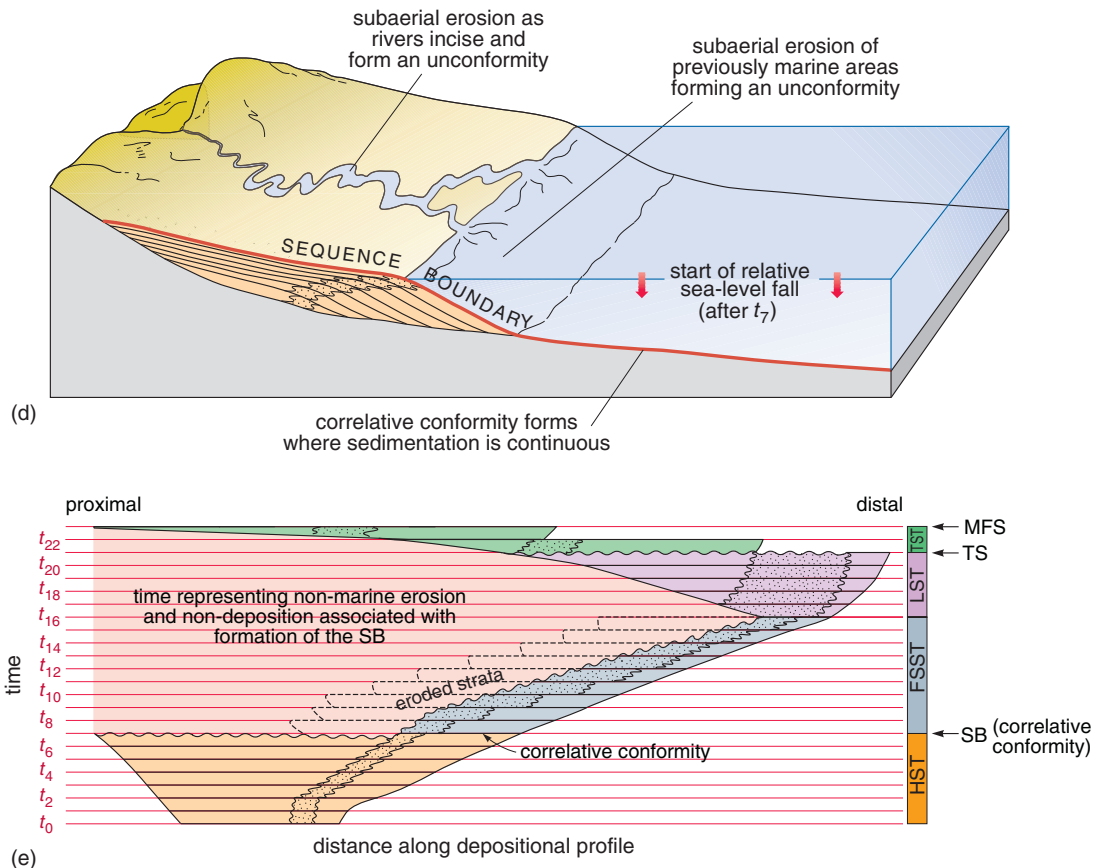 subaerial erosion as
rivers incise and
form an unconformity
subaerial erosion of
previously marine areas
forming an unconformity
SEQUENCE BOUNDARY
start of relative
sea-level fall
(after t7)
correlative conformity forms
where sedimentation is continuous
(d)
proximal
distal
MFS
TST
t22
TS
t20
LST
t18
time representing non-marine erosion
and non-deposition associated with
formation of the SB
t16
t14
FSST
t12
time
eroded strata
t10
t8
SB (correlative
conformity)
correlative conformity
t6
t4
HST
t2
t0
distance along depositional profile
(e)